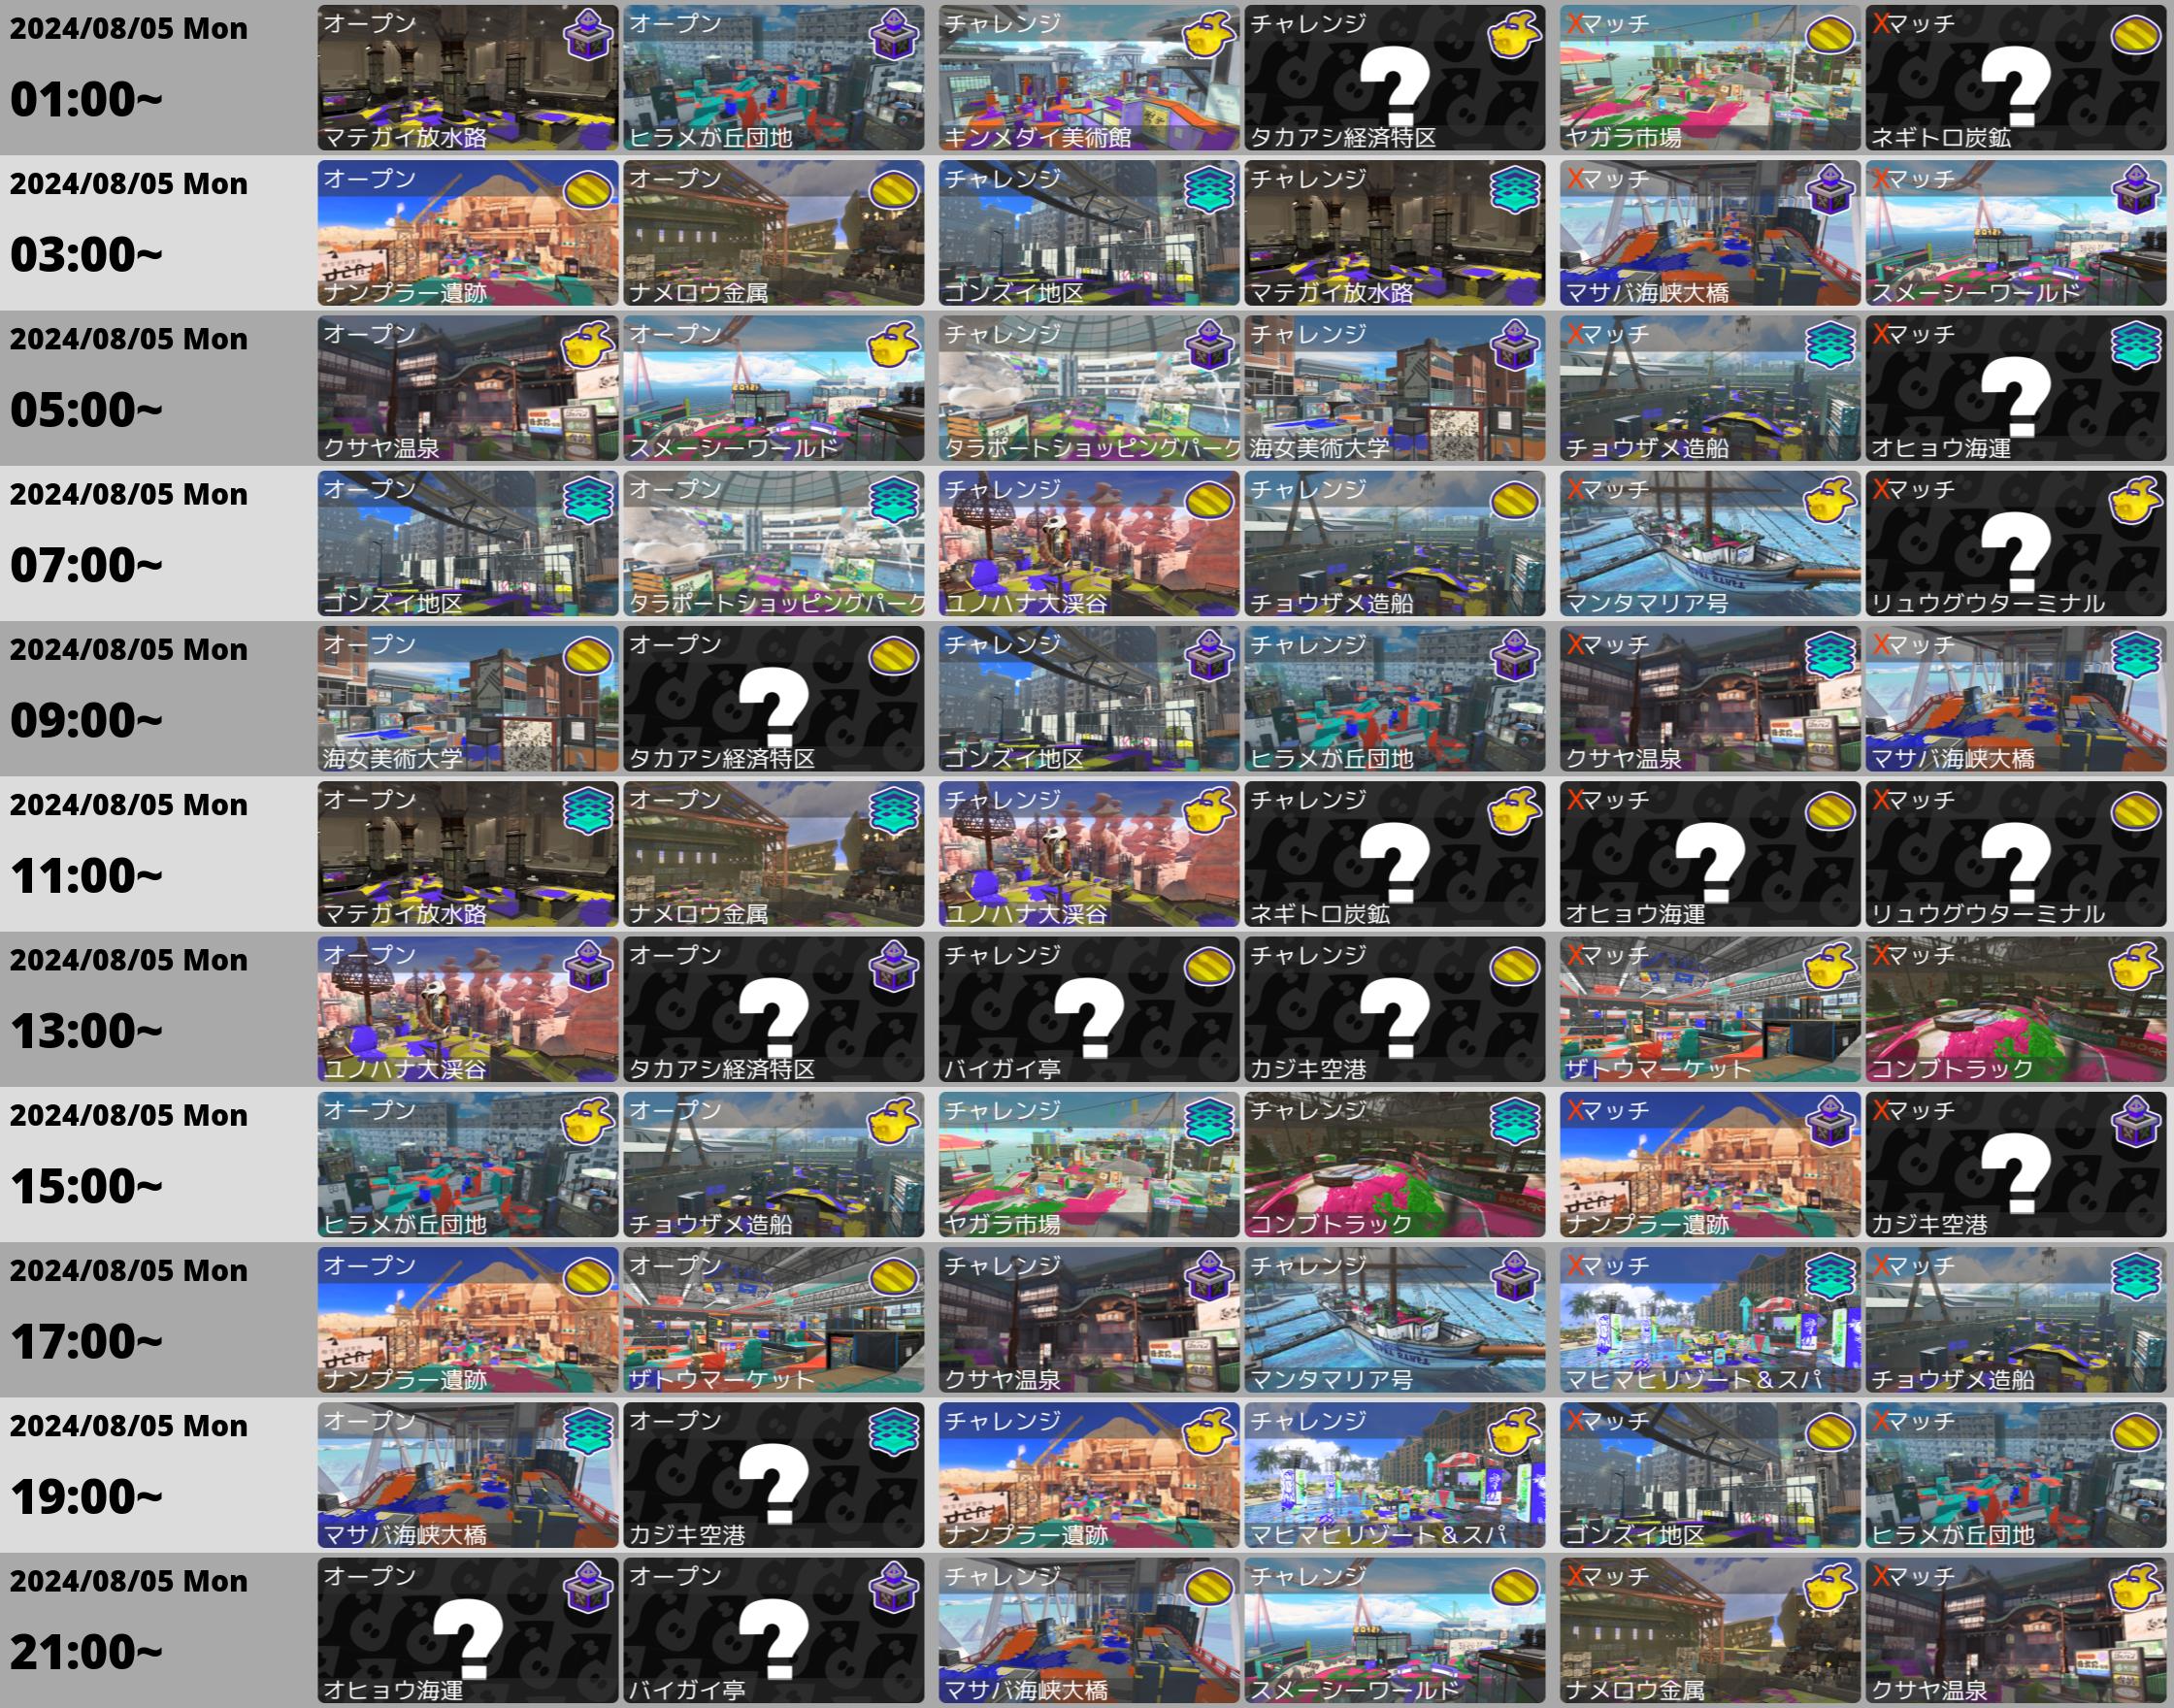 2024/08/05 Mon
01:00~
オープン
マテガイ放水路
オープン
ヒラメが丘団地
チャレンジ
キンメダイ美術館
チャレンジ
タカアシ経済特区
Xマッチ
ヤガラ市場
Xマッチ
ネギトロ炭鉱
2024/08/05 Mon
03:00~
オープン
ナンプラー遺跡
オープン
ナメロウ金属
チャレンジ
ゴンズイ地区
チャレンジ
マテガイ放水路
Xマッチ
マサバ海峡大橋
Xマッチ
スメーシーワールド
2024/08/05 Mon
05:00~
オープン
クサヤ温泉
オープン
スメーシーワールド
チャレンジ
タラポートショッピングパーク
チャレンジ
海女美術大学
Xマッチ
チョウザメ造船
Xマッチ
オヒョウ海運
2024/08/05 Mon
07:00~
オープン
ゴンズイ地区
オープン
タラポートショッピングパーク
チャレンジ
ユノハナ大渓谷
チャレンジ
チョウザメ造船
Xマッチ
マンタマリア号
Xマッチ
リュウグウターミナル
2024/08/05 Mon
09:00~
オープン
海女美術大学
オープン
タカアシ経済特区
チャレンジ
ゴンズイ地区
チャレンジ
ヒラメが丘団地
Xマッチ
クサヤ温泉
Xマッチ
マサバ海峡大橋
2024/08/05 Mon
11:00~
オープン
マテガイ放水路
オープン
ナメロウ金属
チャレンジ
ユノハナ大渓谷
チャレンジ
ネギトロ炭鉱
Xマッチ
オヒョウ海運
Xマッチ
リュウグウターミナル
2024/08/05 Mon
13:00~
オープン
ユノハナ大渓谷
オープン
タカアシ経済特区
チャレンジ
バイガイ亭
チャレンジ
カジキ空港
Xマッチ
ザトウマーケット
Xマッチ
コンブトラック
2024/08/05 Mon
15:00~
オープン
ヒラメが丘団地
オープン
チョウザメ造船
チャレンジ
ヤガラ市場
チャレンジ
コンブトラック
Xマッチ
ナンプラー遺跡
Xマッチ
カジキ空港
2024/08/05 Mon
17:00~
オープン
ナンプラー遺跡
オープン
ザトウマーケット
チャレンジ
クサヤ温泉
チャレンジ
マンタマリア号
Xマッチ
マヒマヒリゾート&スパ
Xマッチ
チョウザメ造船
2024/08/05 Mon
19:00~
オープン
マサバ海峡大橋
オープン
カジキ空港
チャレンジ
ナンプラー遺跡
チャレンジ
マヒマヒリゾート&スパ
Xマッチ
ゴンズイ地区
Xマッチ
ヒラメが丘団地
2024/08/05 Mon
21:00~
オープン
オヒョウ海運
オープン
バイガイ亭
チャレンジ
マサバ海峡大橋
チャレンジ
スメーシーワールド
Xマッチ
ナメロウ金属
Xマッチ
クサヤ温泉